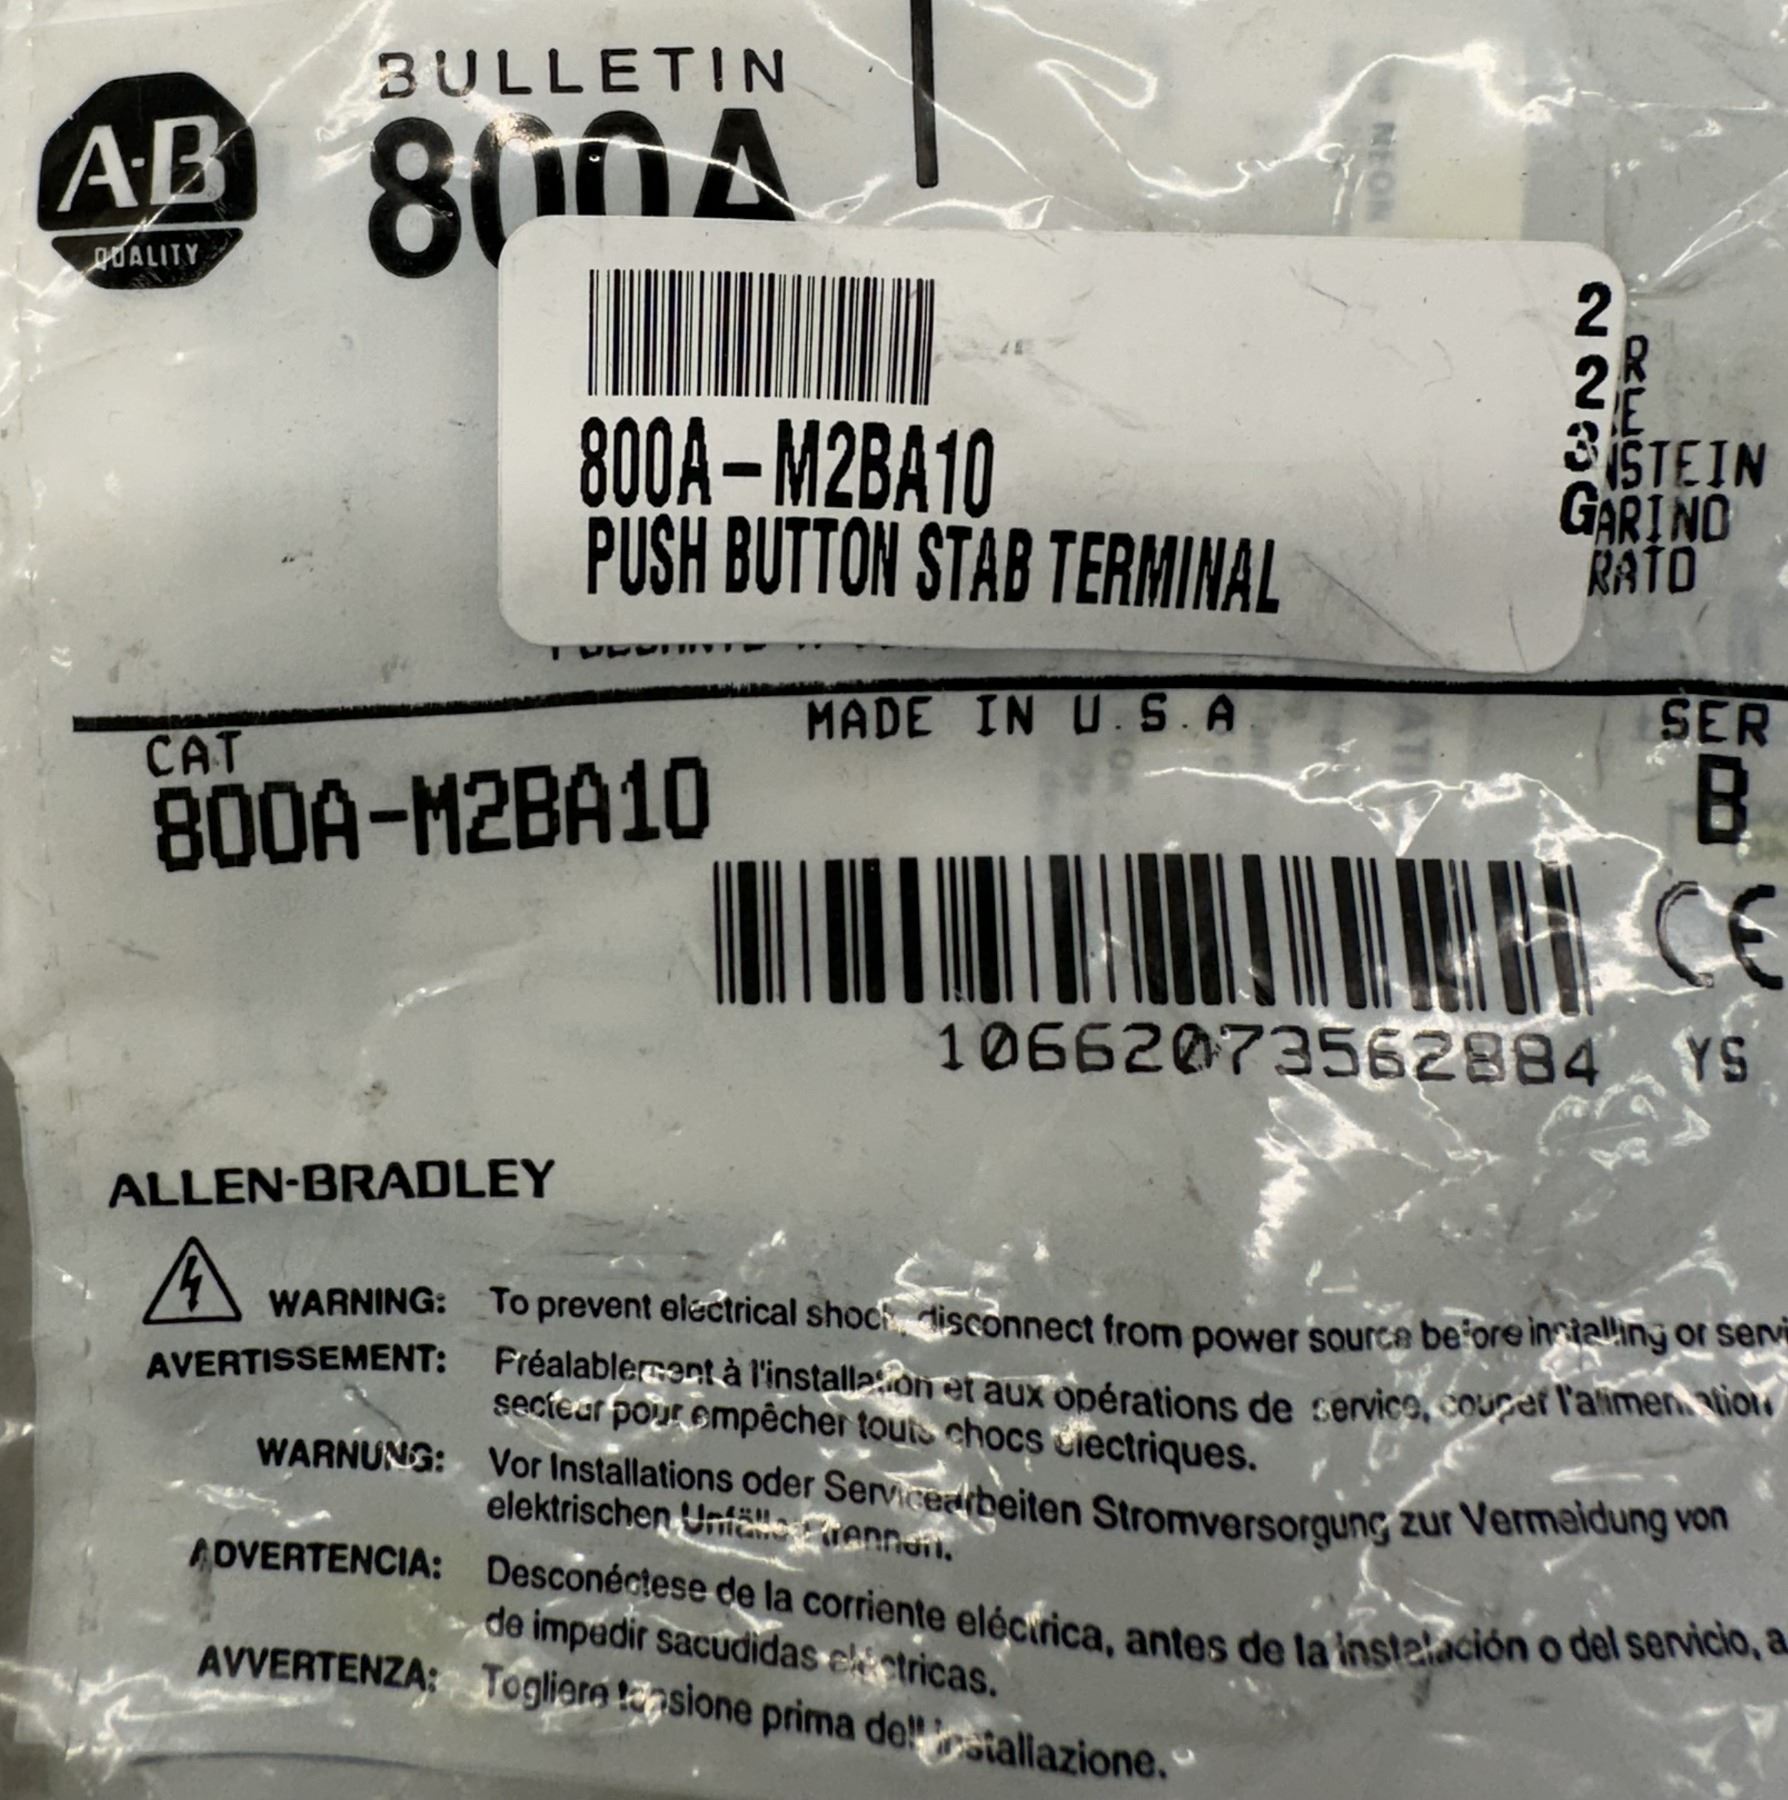 BULLETIN
800A
A-B
QUALITY
800A-M2BA10
PUSH BUTTON STAB TERMINAL
2
2
3
G
R
E
NSTEIN
ARINO
RATO
MADE IN U.S.A.
CAT
800A-M2BA10
SER
B
CE
10662073562884 YS
ALLEN-BRADLEY
WARNING: To prevent electrical shock, disconnect from power source before installing or servi
AVERTISSEMENT: Préalablement à l'installation et aux opérations de service, couper l'alimentation
secteur pour empêcher touts chocs électriques.
WARNUNG: Vor Installations oder Servicearbeiten Stromversorgung zur Vermeidung von
elektrischen Unfällen trennen.
ADVERTENCIA: Desconéctese de la corriente eléctrica, antes de la instalación o del servicio, a
de impedir sacudidas eléctricas.
AVVERTENZA: Togliere tensione prima dell'installazione.